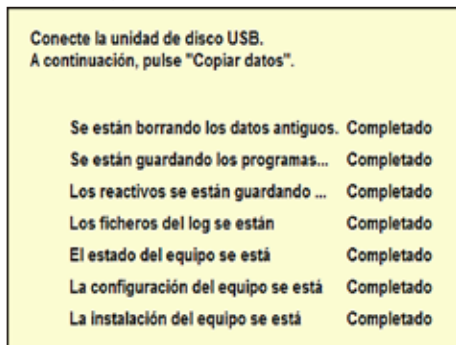 Conecte la unidad de disco USB.
A continuación, pulse "Copiar datos".
Se están borrando los datos antiguos. Completado
Se están guardando los programas... Completado
Los reactivos se están guardando ... Completado
Los ficheros del log se están Completado
El estado del equipo se está Completado
La configuración del equipo se está Completado
La instalación del equipo se está Completado